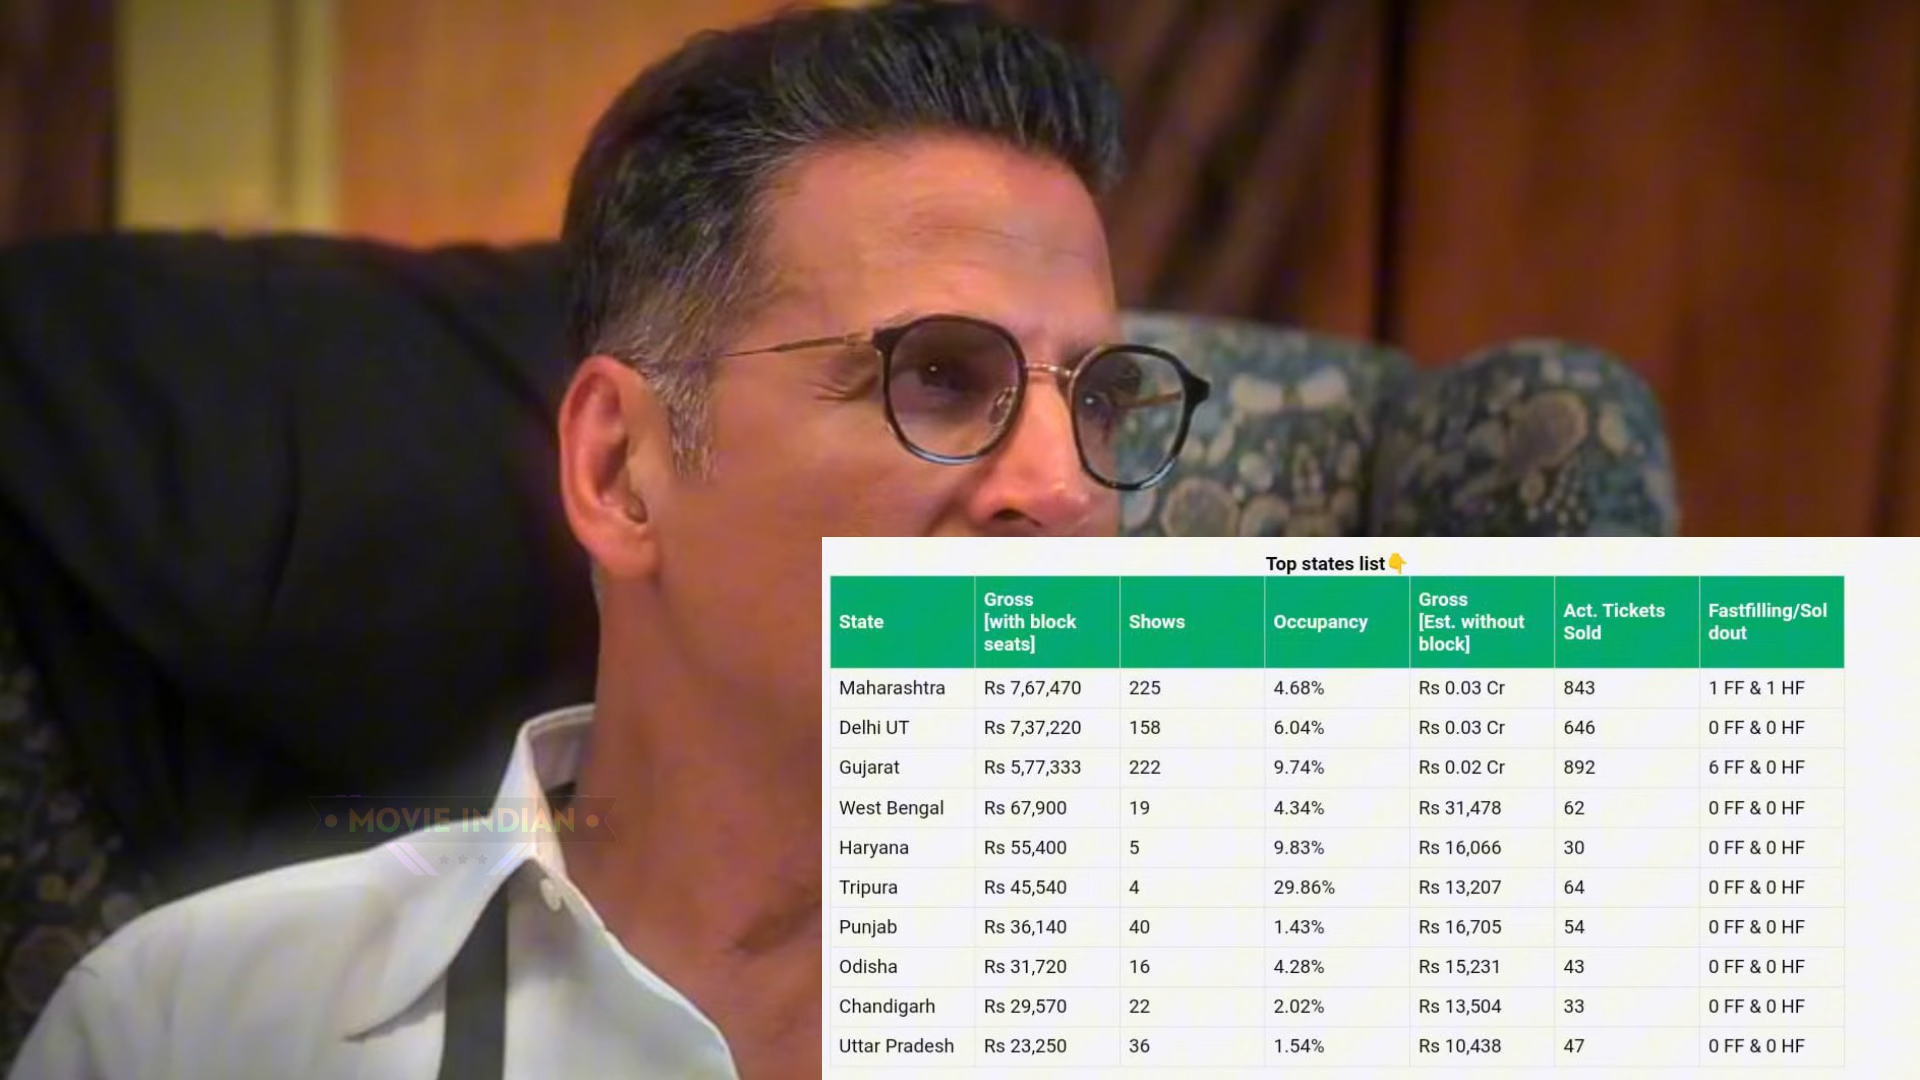 Top states list👇
State Gross [with block seats] Shows Occupancy Gross [Est. without block] Act. Tickets Sold Fastfilling/Soldout
Maharashtra Rs 7,67,470 225 4.68% Rs 0.03 Cr 843 1 FF & 1 HF
Delhi UT Rs 7,37,220 158 6.04% Rs 0.03 Cr 646 0 FF & 0 HF
Gujarat Rs 5,77,333 222 9.74% Rs 0.02 Cr 892 6 FF & 0 HF
West Bengal Rs 67,900 19 4.34% Rs 31,478 62 0 FF & 0 HF
Haryana Rs 55,400 5 9.83% Rs 16,066 30 0 FF & 0 HF
Tripura Rs 45,540 4 29.86% Rs 13,207 64 0 FF & 0 HF
Punjab Rs 36,140 40 1.43% Rs 16,705 54 0 FF & 0 HF
Odisha Rs 31,720 16 4.28% Rs 15,231 43 0 FF & 0 HF
Chandigarh Rs 29,570 22 2.02% Rs 13,504 33 0 FF & 0 HF
Uttar Pradesh Rs 23,250 36 1.54% Rs 10,438 47 0 FF & 0 HF
• MOVIE INDIAN •